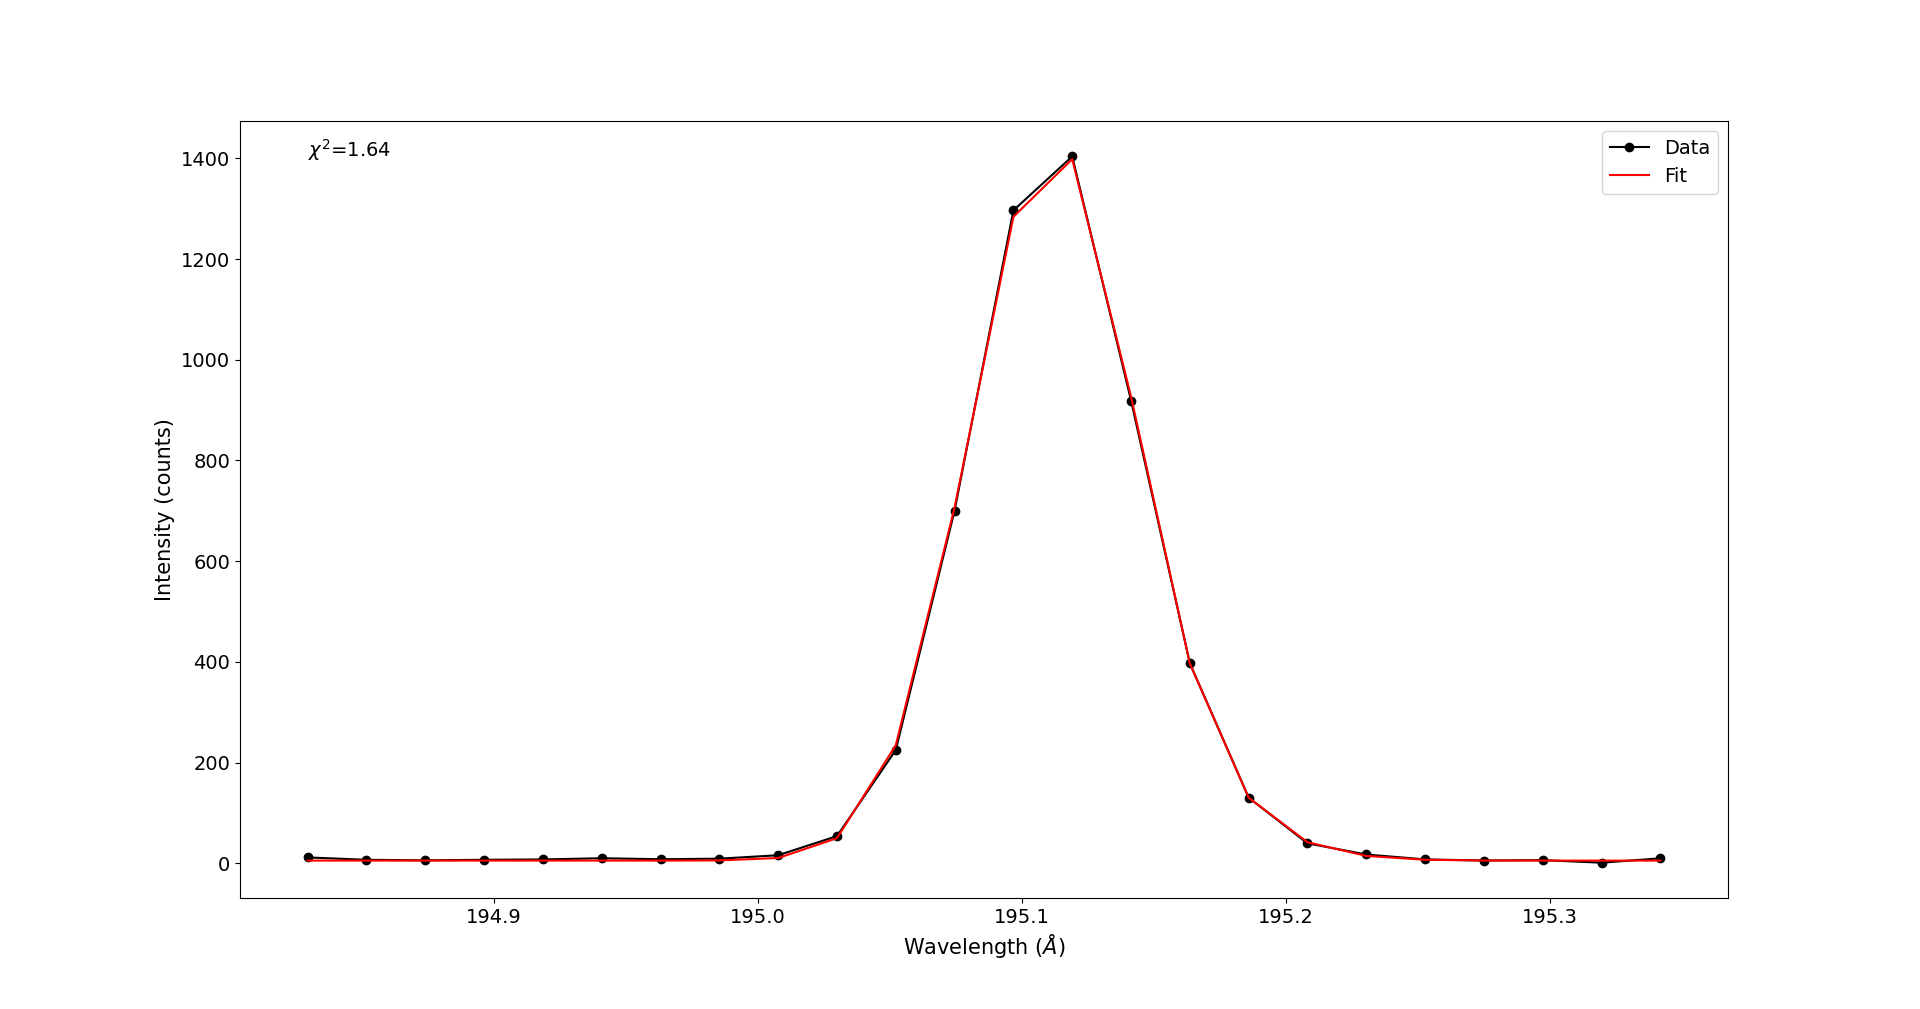 χ²=1.64
Data
Fit
1400
1200
1000
800
600
400
200
0
Intensity (counts)
194.9 195.0 195.1 195.2 195.3
Wavelength (Å)